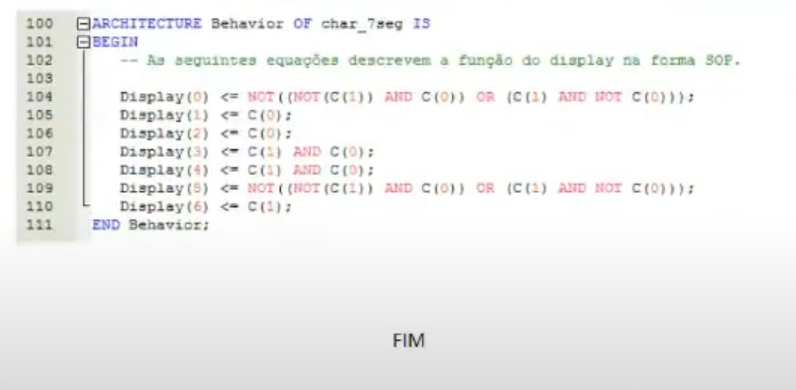 100 ARCHITECTURE Behavior OF char_7seg IS
101 BEGIN
102 -- As seguintes equações descrevem a função do display na forma SOP.
103
104 Display(0) <= NOT((NOT(C(1)) AND C(0)) OR (C(1) AND NOT C(0)));
105 Display(1) <= C(0);
106 Display(2) <= C(0);
107 Display(3) <= C(1) AND C(0);
108 Display(4) <= C(1) AND C(0);
109 Display(5) <= NOT((NOT(C(1)) AND C(0)) OR (C(1) AND NOT C(0)));
110 Display(6) <= C(1);
111 END Behavior;
FIM